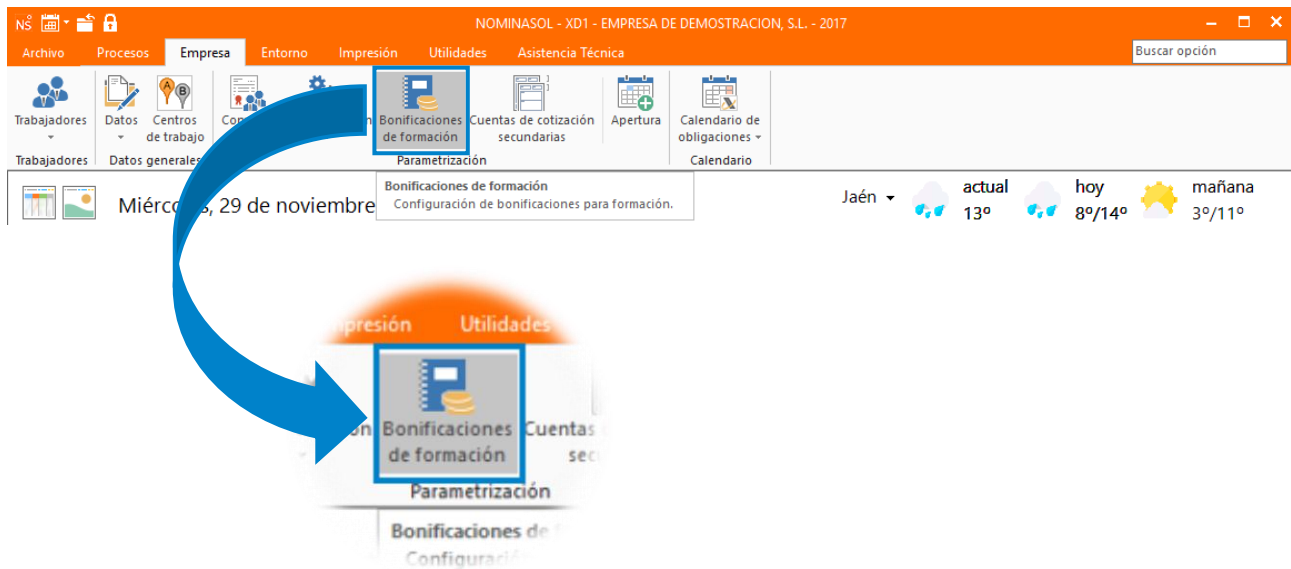 NOMINASOL - XD1 - EMPRESA DE DEMOSTRACION, S.L. - 2017
Archivo Procesos Empresa Entorno Impresión Utilidades Asistencia Técnica Buscar opción
Trabajadores Datos Centros Bonificaciones Cuentas de cotización Apertura Calendario de
de trabajo de formación secundarias obligaciones
Trabajadores Datos generales Parametrización Calendario
Bonificaciones de formación
Configuración de bonificaciones para formación.
29 de noviembre
Jaén actual hoy mañana
13º 8º/14º 3º/11º
Impresión Utilidades
Bonificaciones Cuentas
de formación
Parametrización
Bonificaciones de